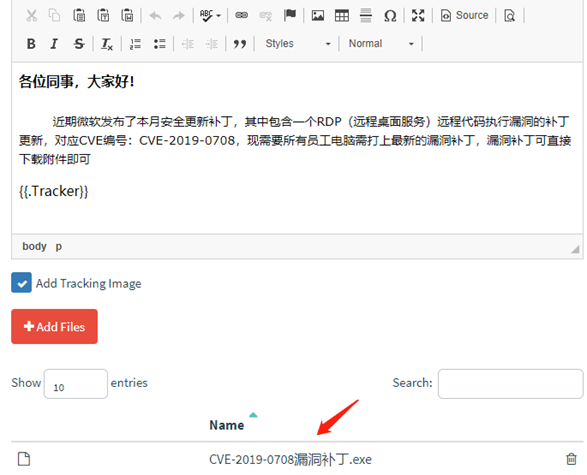 ABC
Source
B I S Ix
Styles
Normal
各位同事，大家好！
近期微软发布了本月安全更新补丁，其中包含一个RDP（远程桌面服务）远程代码执行漏洞的补丁
更新，对应CVE编号：CVE-2019-0708，现需要所有员工电脑需打上最新的漏洞补丁，漏洞补丁可直接
下载附件即可
{{.Tracker}}
body p
Add Tracking Image
+Add Files
Show 10 entries
Search:
Name
CVE-2019-0708漏洞补丁.exe